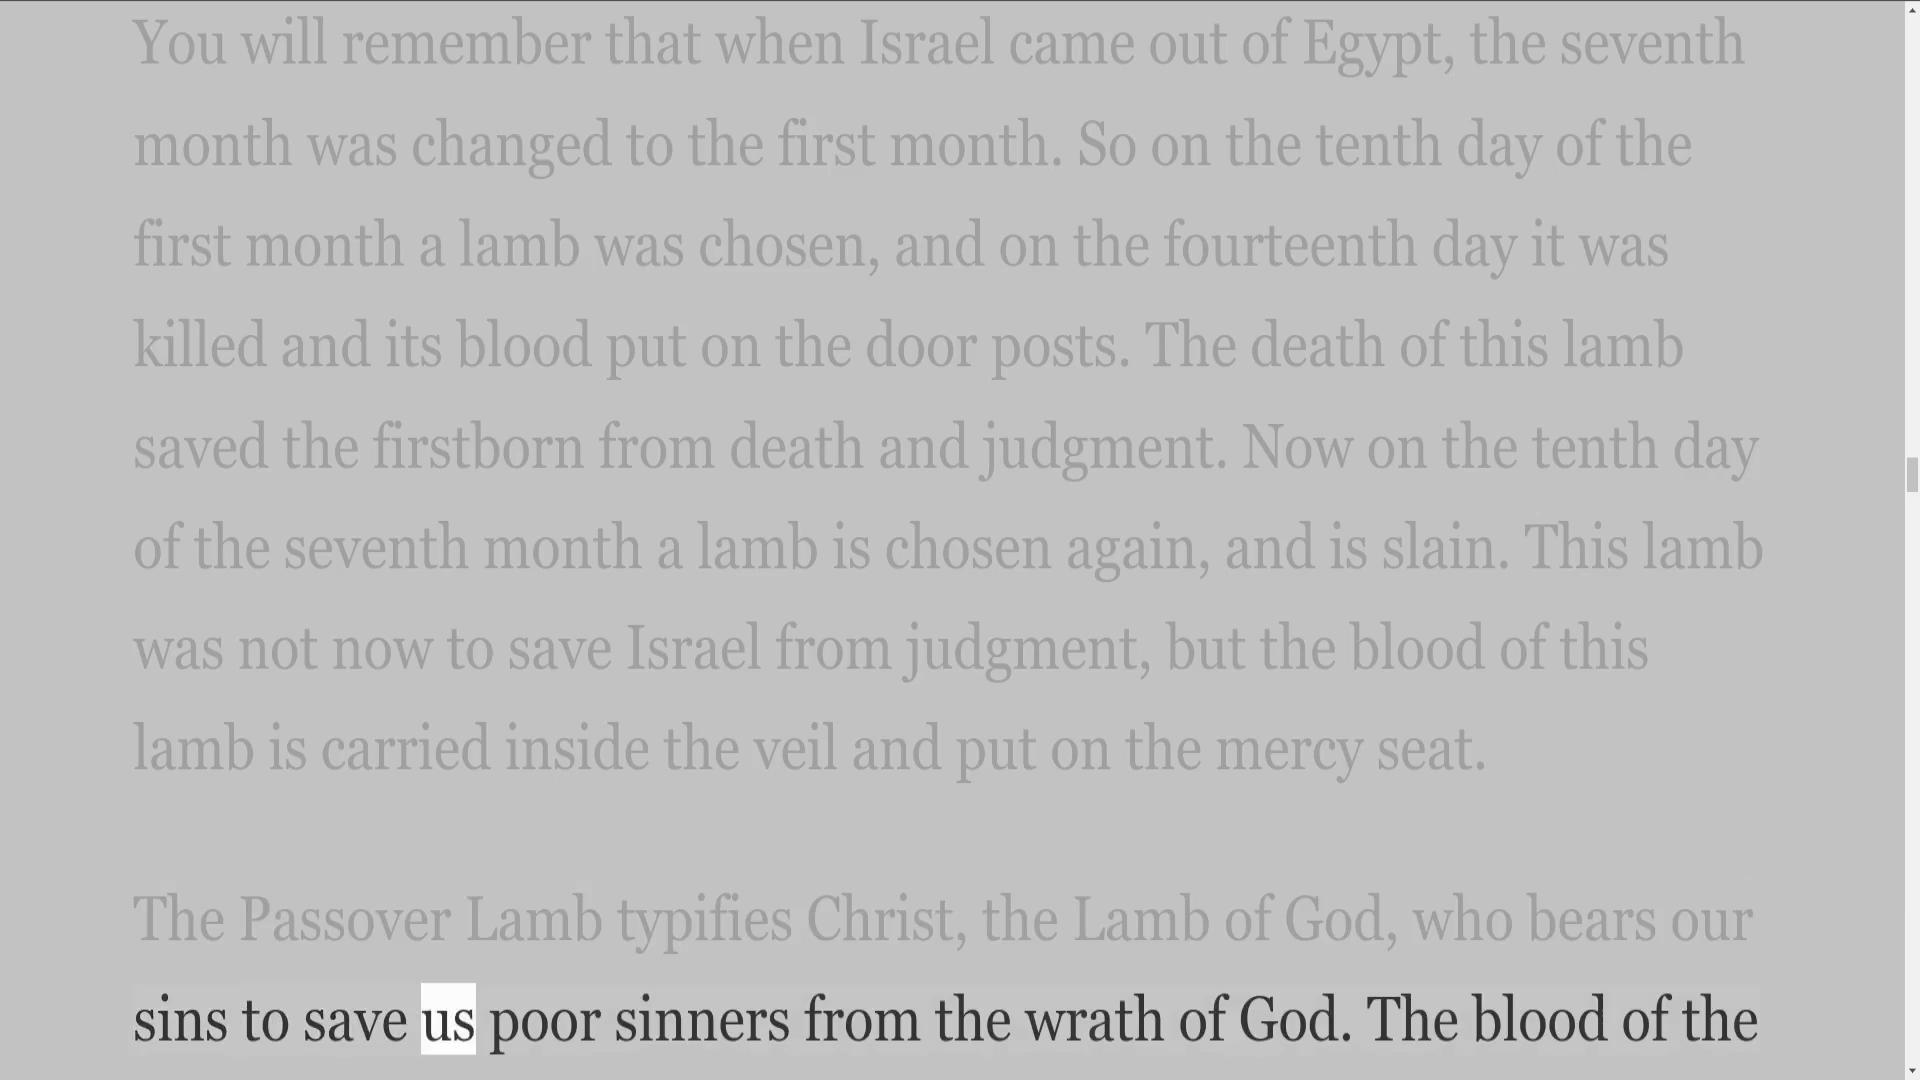 You will remember that when Israel came out of Egypt, the seventh
month was changed to the first month. So on the tenth day of the
first month a lamb was chosen, and on the fourteenth day it was
killed and its blood put on the door posts. The death of this lamb
saved the firstborn from death and judgment. Now on the tenth day
of the seventh month a lamb is chosen again, and is slain. This lamb
was not now to save Israel from judgment, but the blood of this
lamb is carried inside the veil and put on the mercy seat.
The Passover Lamb typifies Christ, the Lamb of God, who bears our
sins to save us poor sinners from the wrath of God. The blood of the